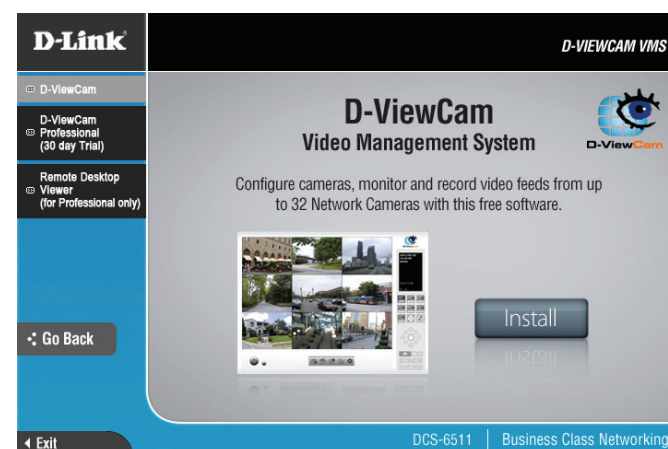 D-Link
D-VIEWCAM VMS
D-ViewCam
D-ViewCam
Professional
(30 day Trial)
Remote Desktop
Viewer
(for Professional only)
Go Back
Exit
D-ViewCam
Video Management System
D-ViewCam
Configure cameras, monitor and record video feeds from up
to 32 Network Cameras with this free software.
Install
DCS-6511 | Business Class Networking